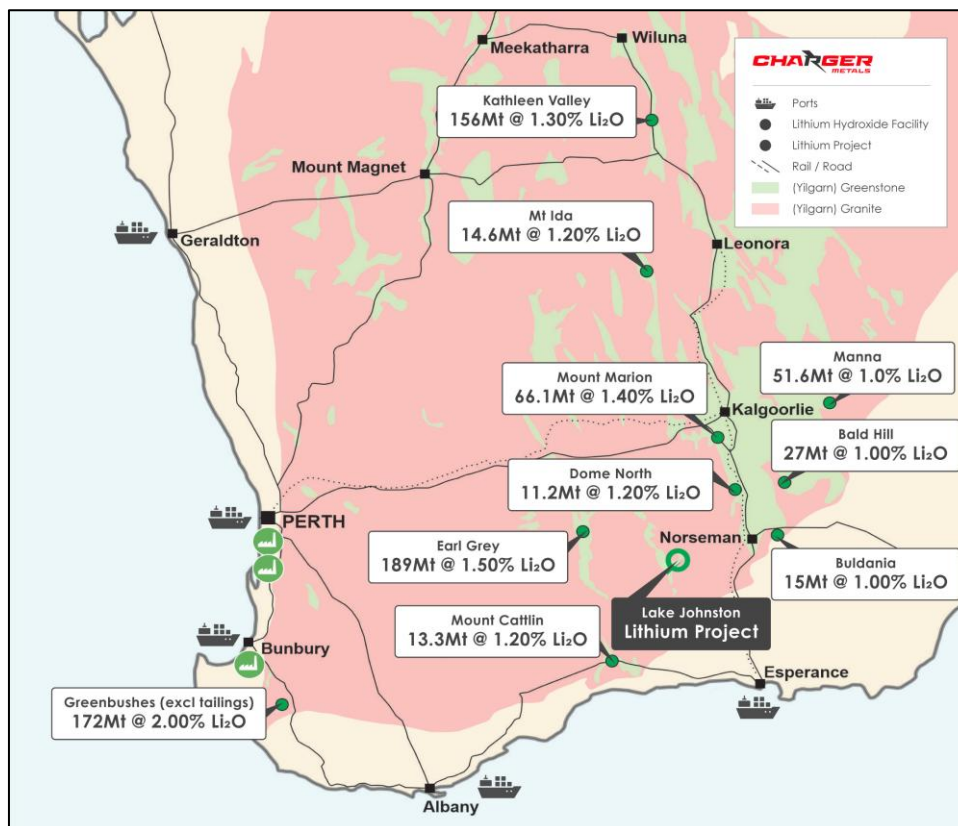 Meekatharra
Wiluna
CHARGER
METALS
Ports
Lithium Hydroxide Facility
Lithium Project
Rail / Road
(Yilgarn) Greenstone
(Yilgarn) Granite
Kathleen Valley
156Mt @ 1.30% Li₂O
Mount Magnet
Mt Ida
14.6Mt @ 1.20% Li₂O
Geraldton
Leonora
Manna
51.6Mt @ 1.0% Li₂O
Mount Marion
66.1Mt @ 1.40% Li₂O
Kalgoorlie
Bald Hill
27Mt @ 1.00% Li₂O
Dome North
11.2Mt @ 1.20% Li₂O
PERTH
Earl Grey
189Mt @ 1.50% Li₂O
Norseman
Buldania
15Mt @ 1.00% Li₂O
Lake Johnston
Lithium Project
Mount Cattlin
13.3Mt @ 1.20% Li₂O
Bunbury
Esperance
Greenbushes (excl tailings)
172Mt @ 2.00% Li₂O
Albany